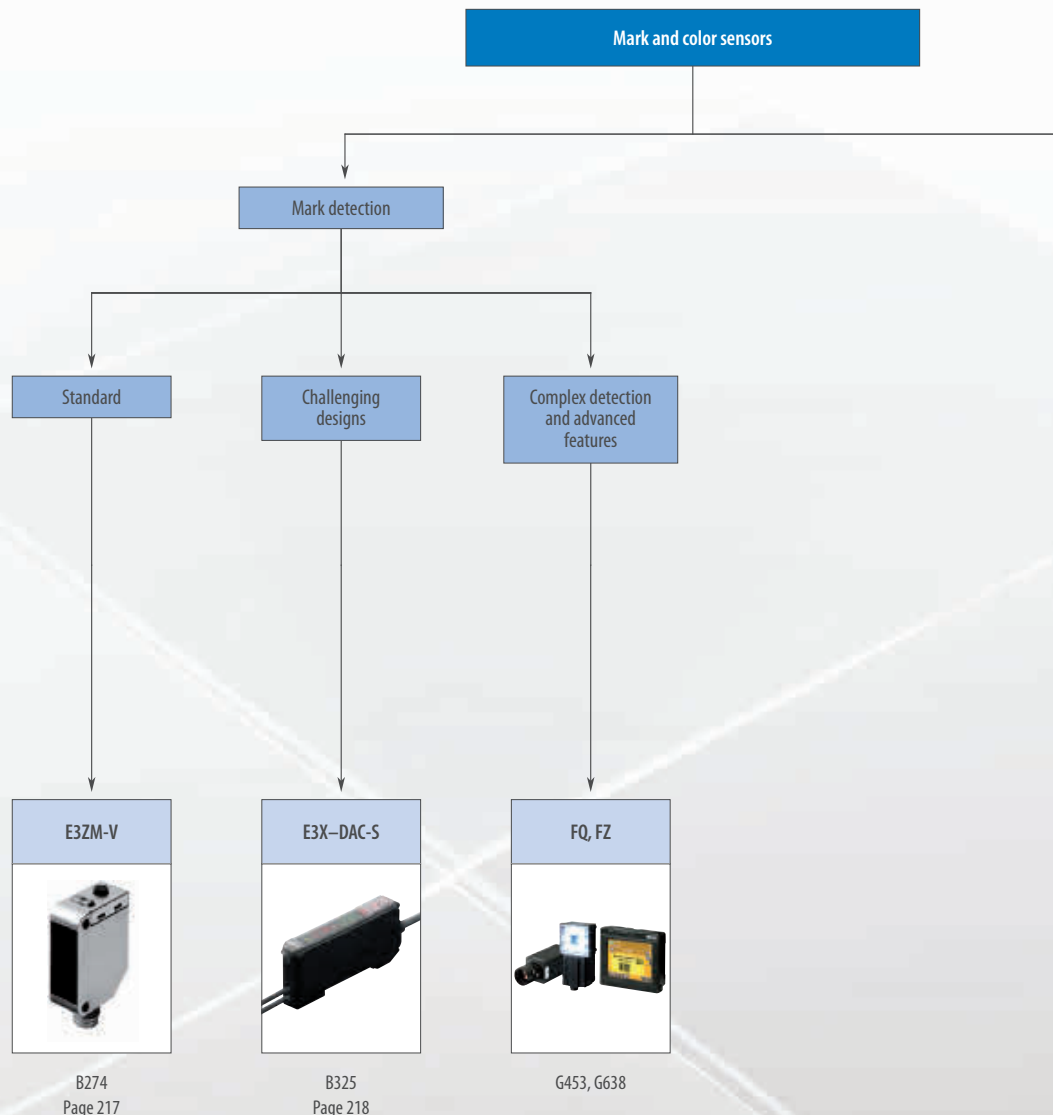 Mark and color sensors
Mark detection
Standard
Challenging
designs
Complex detection
and advanced
features
E3ZM-V
E3X–DAC-S
FQ, FZ
B274
Page 217
B325
Page 218
G453, G638